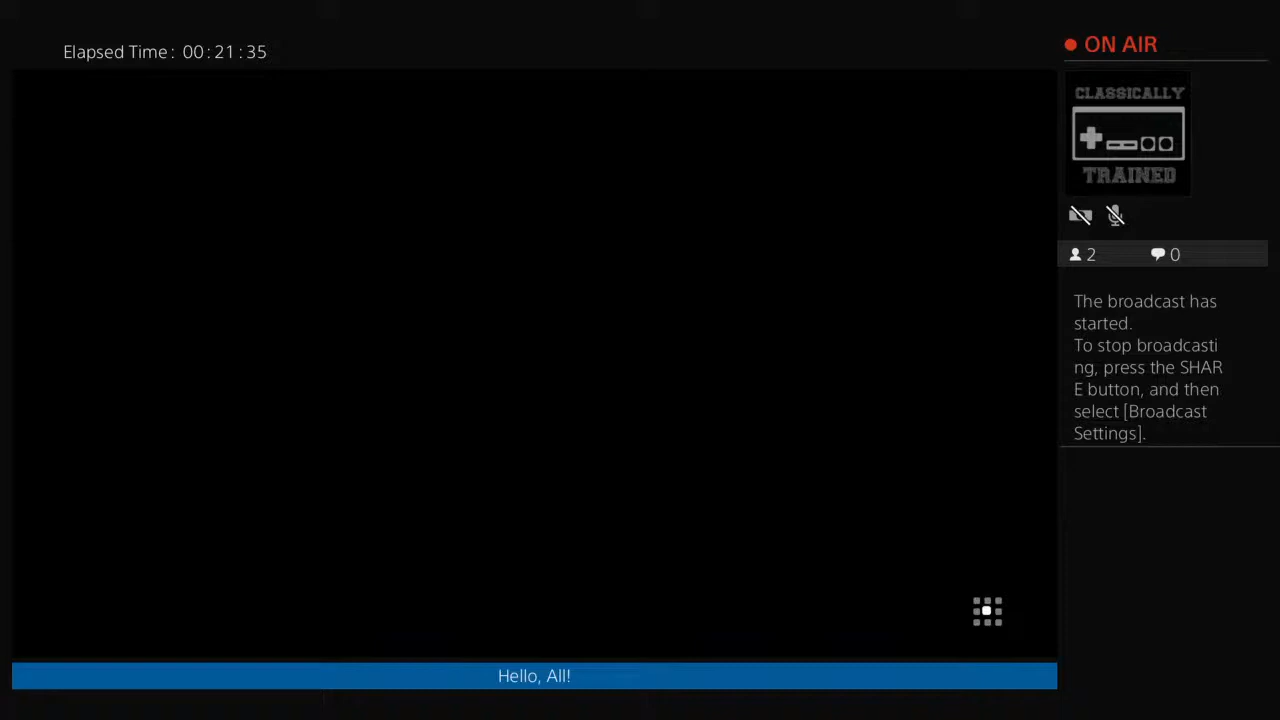 Elapsed Time: 00:21:35
ON AIR
CLASSICALLY
TRAINED
2
0
The broadcast has
started.
To stop broadcasti
ng, press the SHAR
E button, and then
select [Broadcast
Settings].
Hello, All!